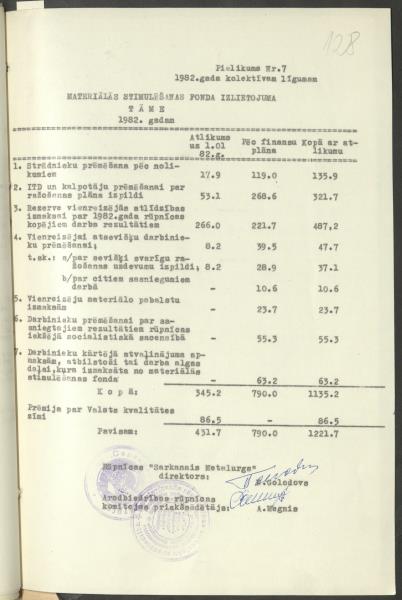 128
Pielikums Nr.7
1982.gada kolektīvam līgumam
MATERIĀLĀS STIMULĒŠANAS FONDA IZLIETOJUMA
TĀME
1982. gadam
Atlikums uz 1.01 82.g. Pēc finansu plāna Kopā ar atlikumu
1. Strādnieku prēmēšana pēc nolikumiem 17.9 119.0 135.9
2. ITD un kalpotāju prēmēšanai par ražošanas plāna izpildi 53.1 268.6 321.7
3. Rezerve vienreizējās atlīdzības izmaksai par 1982.gada rūpnīcas kopējiem darba rezultātiem 266.0 221.7 487,2
4. Vienreizējai atsevišķu darbinieku prēmēšanai; 8.2 39.5 47.7
t.sk.: a/par sevišķi svarīgu ražošanas uzdevumu izpildi; 8.2 28.9 37.1
b/par citiem sasniegumiem darbā - 10.6 10.6
5. Vienreizēju materiālo pabalstu izmaksām - 23.7 23.7
6. Darbinieku prēmēšanai par sasniegtajiem rezultātiem rūpnīcas iekšējā sociālistiskā sacensībā - 55.3 55.3
7. Darbinieku kārtējā atvaļinājuma apmaksām, atbilstoši tai darba algas daļai, kura izmaksāta no materiālās stimulēšanas fonda - 63.2 63.2
Kopā: 345.2 790.0 1135.2
Prēmija par Valsts kvalitātes zīmi 86.5 - 86.5
Pavisam: 431.7 790.0 1221.7
Rūpnīcas "Sarkanais Metalurgs"
direktors: Golodovs
Arodbiedrības rūpnīcas
komitejas priekšsēdētājs: A.Megnis